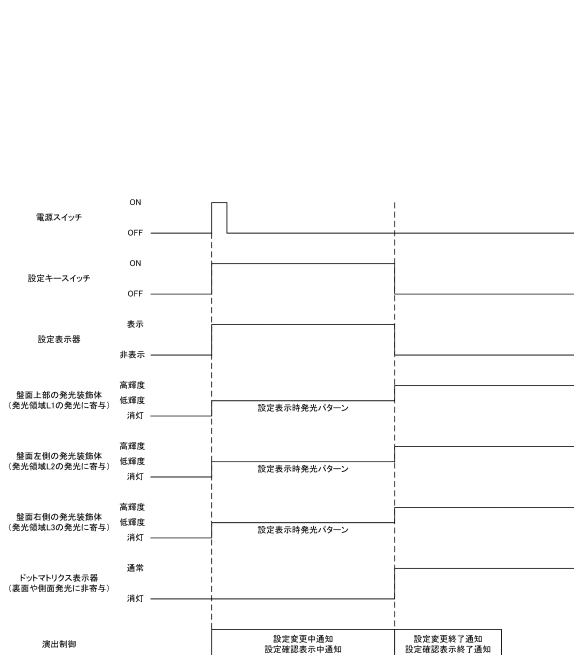 電源スイッチ
ON
OFF
設定キースイッチ
ON
OFF
設定表示器
表示
非表示
盤面上部の発光装飾体
(発光領域L1の発光に寄与)
高輝度
低輝度
消灯
設定表示時発光パターン
盤面左側の発光装飾体
(発光領域L2の発光に寄与)
高輝度
低輝度
消灯
設定表示時発光パターン
盤面右側の発光装飾体
(発光領域L3の発光に寄与)
高輝度
低輝度
消灯
設定表示時発光パターン
ドットマトリクス表示器
(裏面や側面発光に非寄与)
通常
消灯
演出制御
設定変更中通知
設定確認表示中通知
設定変更終了通知
設定確認表示終了通知